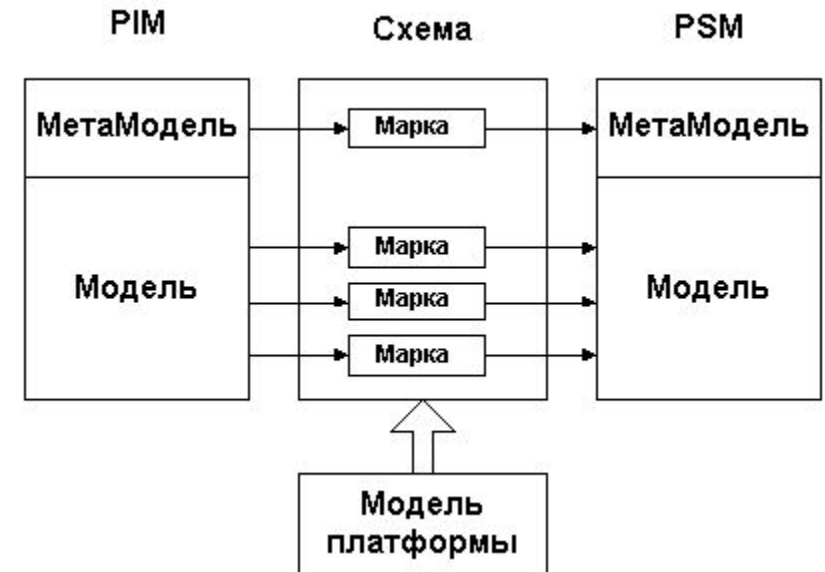 PIM
Схема
PSM
МетаМодель
Марка
МетаМодель
Марка
Модель
Марка
Модель
Марка
Модель
платформы